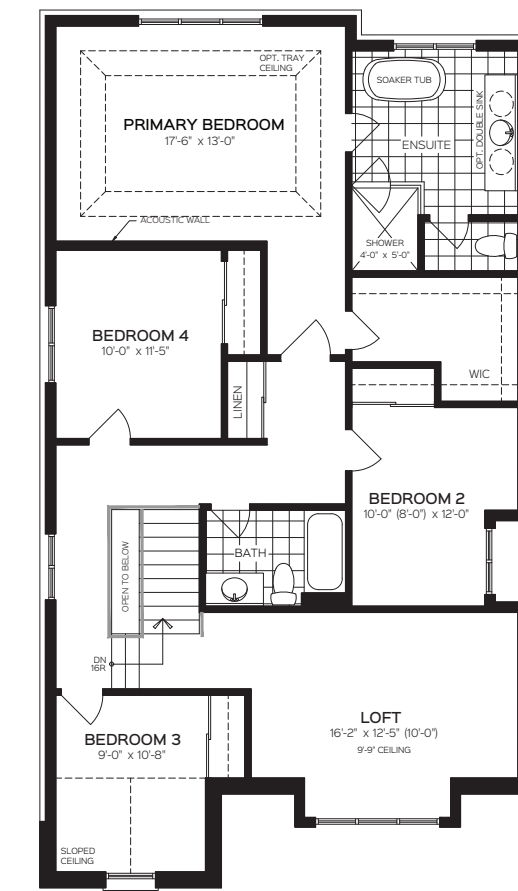 OPT. TRAY
CEILING
PRIMARY BEDROOM
17'-6" x 13'-0"
ACOUSTIC WALL
SOAKER TUB
ENSUITE
OPT. DOUBLE SINK
SHOWER
4'-0" x 5'-0"
BEDROOM 4
10'-0" x 11'-5"
LINEN
WIC
BEDROOM 2
10'-0" (8'-0") x 12'-0"
BATH
OPEN TO BELOW
DN
16R
BEDROOM 3
9'-0" x 10'-8"
LOFT
16'-2" x 12'-5" (10'-0")
9'-9" CEILING
SLOPED
CEILING